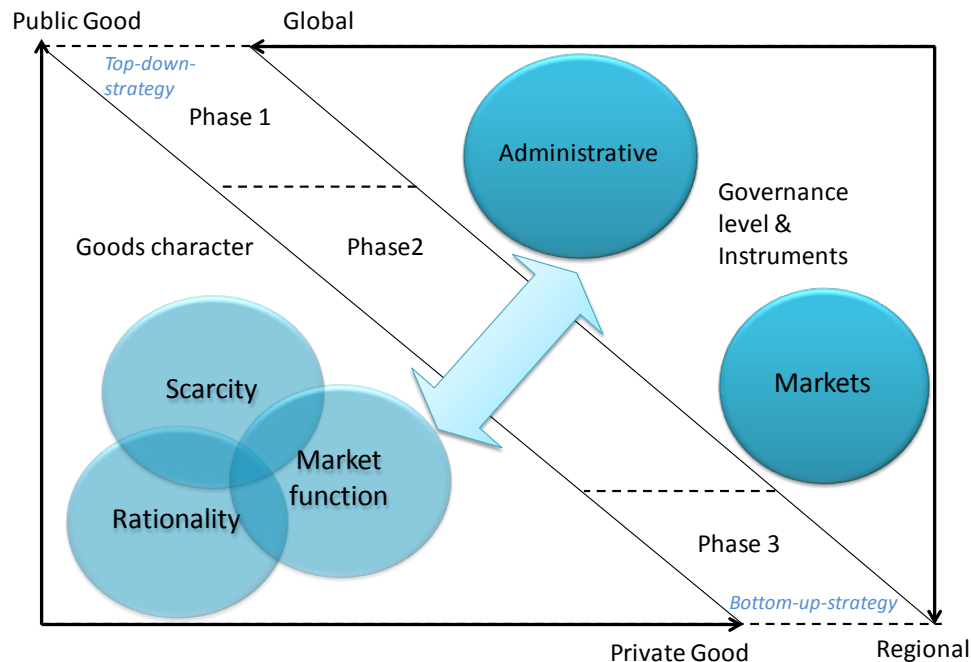 Public Good
Global
Top-down-
strategy
Phase 1
Administrative
Governance
level &
Instruments
Goods character
Phase2
Scarcity
Markets
Market
function
Rationality
Phase 3
Bottom-up-strategy
Private Good
Regional